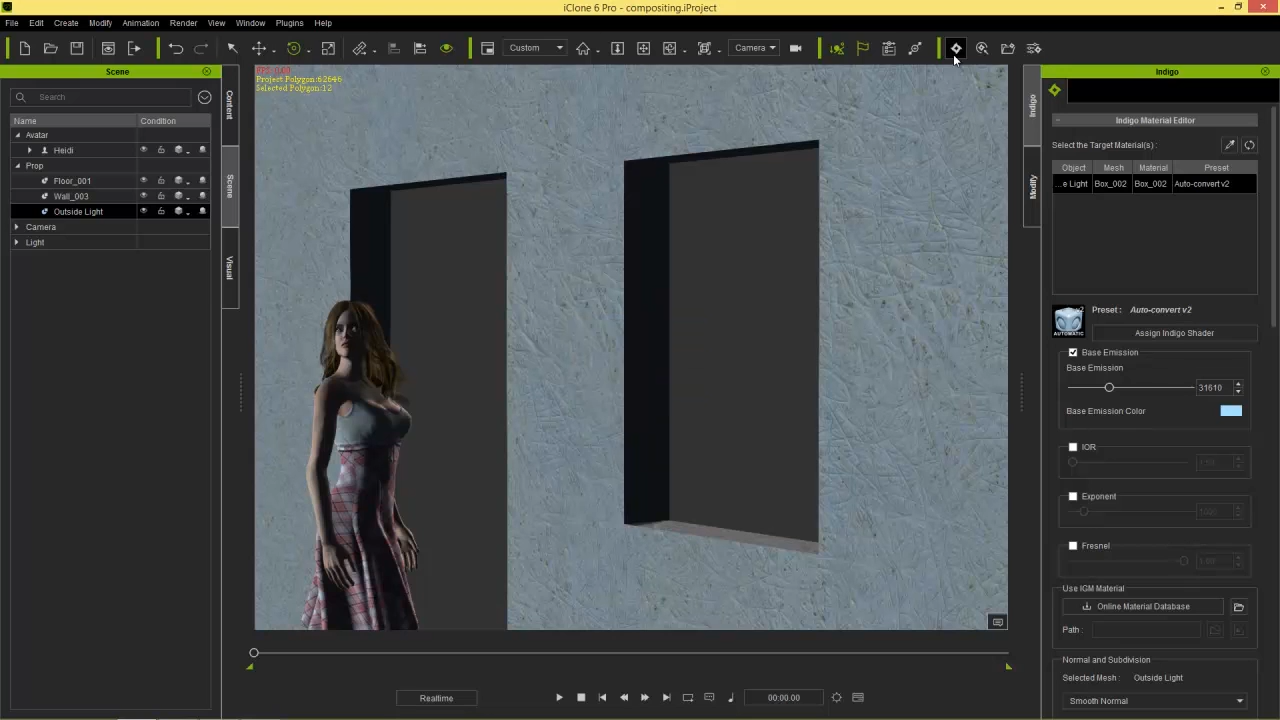 iClone 6 Pro - compositing.iProject
File Edit Create Modify Animation Render View Window Plugins Help
Custom Camera
Scene
Search
Name Condition
Avatar
Heidi
Prop
Floor_001
Wall_003
Outside Light
Camera
Light
Content
Scene
Visual
Project Polygon:62646
Selected Polygon:12
Realtime
00:00.00
Indigo
Modify
Indigo
Indigo Material Editor
Select the Target Material(s) :
Object Mesh Material Preset
...e Light Box_002 Box_002 Auto-convert v2
Preset : Auto-convert v2
AUTOMATIC
Assign Indigo Shader
Base Emission
Base Emission
31610
Base Emission Color
IOR
Exponent
Fresnel
Use IGM Material
Online Material Database
Path :
Normal and Subdivision
Selected Mesh : Outside Light
Smooth Normal